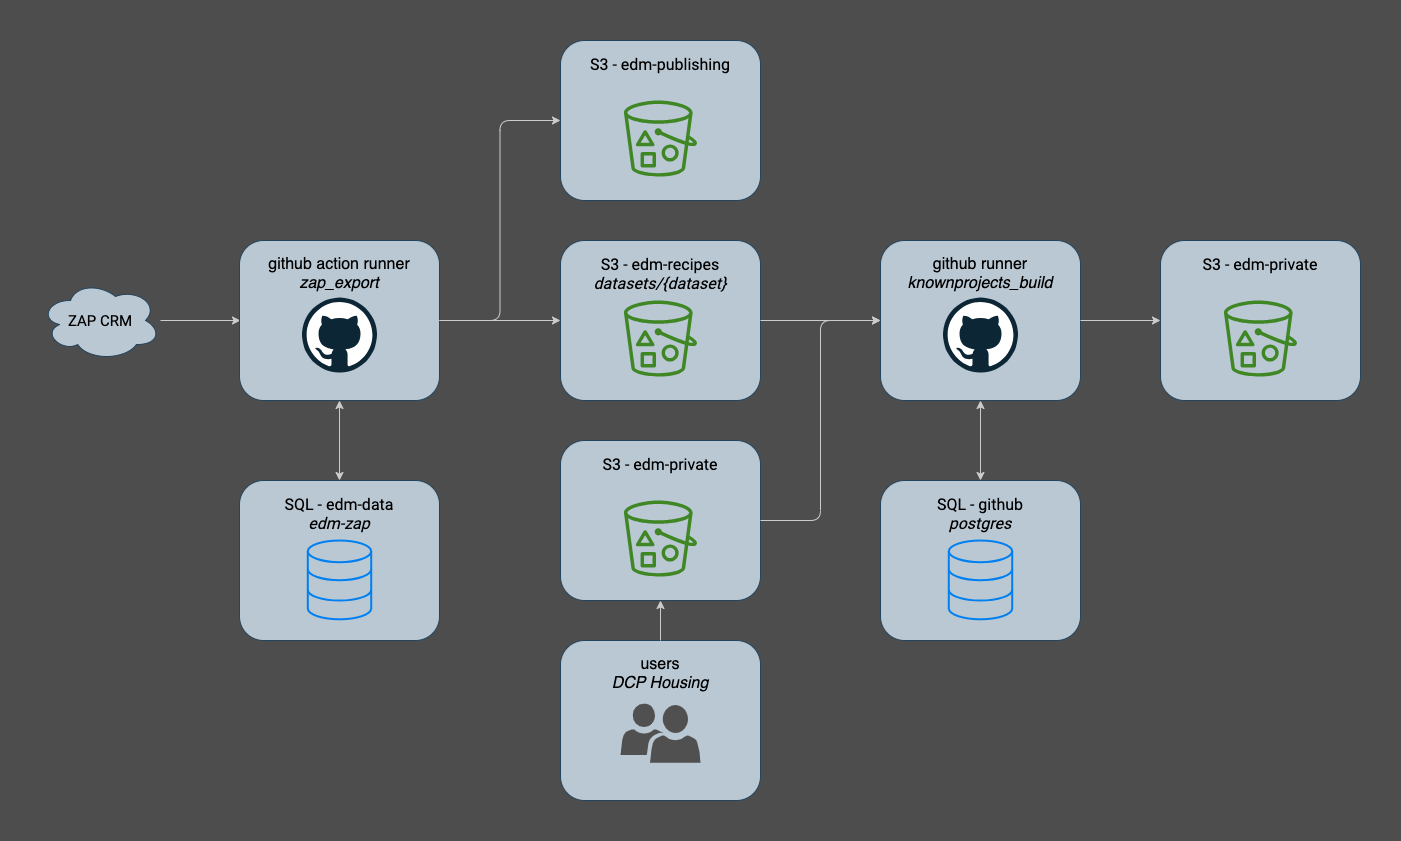 S3 - edm-publishing
ZAP CRM
github action runner
zap_export
S3 - edm-recipes
datasets/{dataset}
github runner
knownprojects_build
S3 - edm-private
SQL - edm-data
edm-zap
S3 - edm-private
SQL - github
postgres
users
DCP Housing